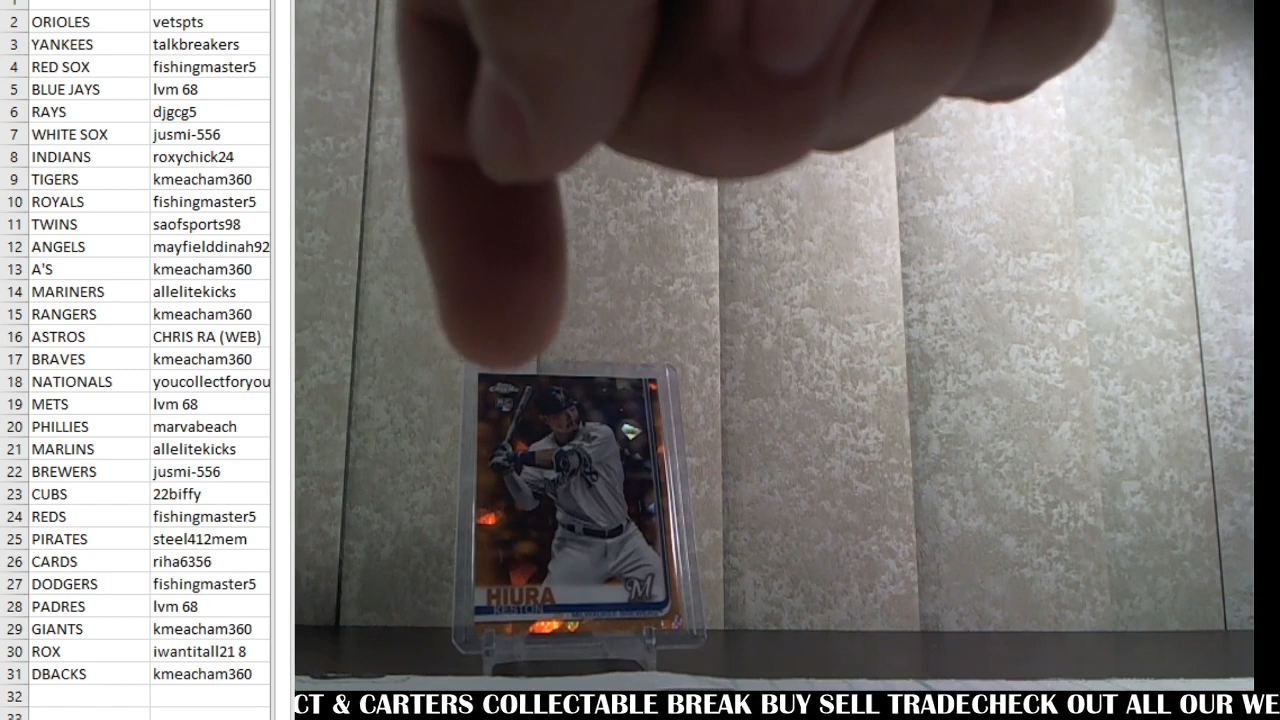 2 ORIOLES vetspts
3 YANKEES talkbreakers
4 RED SOX fishingmaster5
5 BLUE JAYS lvm 68
6 RAYS djgcg5
7 WHITE SOX jusmi-556
8 INDIANS roxychick24
9 TIGERS kmeacham360
10 ROYALS fishingmaster5
11 TWINS saofsports98
12 ANGELS mayfielddinah92
13 A'S kmeacham360
14 MARINERS allelitekicks
15 RANGERS kmeacham360
16 ASTROS CHRIS RA (WEB)
17 BRAVES kmeacham360
18 NATIONALS youcollectforyou
19 METS lvm 68
20 PHILLIES marvabeach
21 MARLINS allelitekicks
22 BREWERS jusmi-556
23 CUBS 22biffy
24 REDS fishingmaster5
25 PIRATES steel412mem
26 CARDS riha6356
27 DODGERS fishingmaster5
28 PADRES lvm 68
29 GIANTS kmeacham360
30 ROX iwantitall21 8
31 DBACKS kmeacham360
32
HIURA
KESTON
M
CT & CARTERS COLLECTABLE BREAK BUY SELL TRADECHECK OUT ALL OUR WE